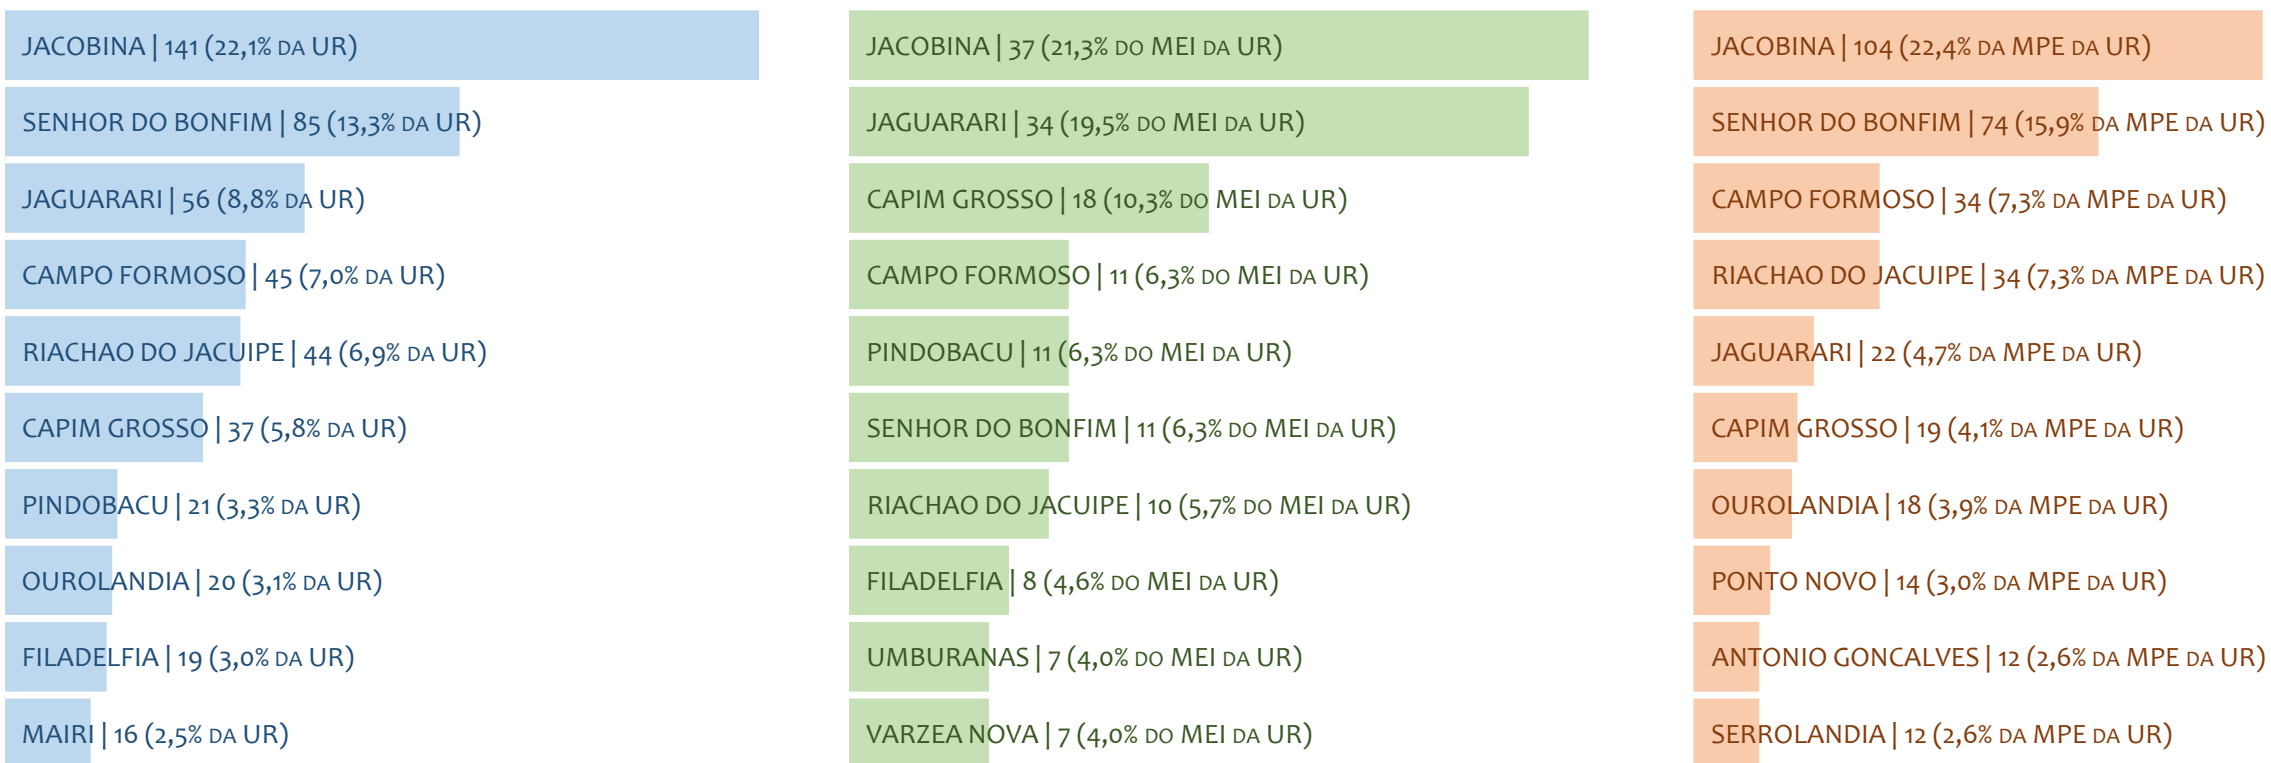 JACOBINA | 141 (22,1% DA UR)
SENHOR DO BONFIM | 85 (13,3% DA UR)
JAGUARARI | 56 (8,8% DA UR)
CAMPO FORMOSO | 45 (7,0% DA UR)
RIACHAO DO JACUIPE | 44 (6,9% DA UR)
CAPIM GROSSO | 37 (5,8% DA UR)
PINDOBACU | 21 (3,3% DA UR)
OUROLANDIA | 20 (3,1% DA UR)
FILADELFIA | 19 (3,0% DA UR)
MAIRI | 16 (2,5% DA UR)
JACOBINA | 37 (21,3% DO MEI DA UR)
JAGUARARI | 34 (19,5% DO MEI DA UR)
CAPIM GROSSO | 18 (10,3% DO MEI DA UR)
CAMPO FORMOSO | 11 (6,3% DO MEI DA UR)
PINDOBACU | 11 (6,3% DO MEI DA UR)
SENHOR DO BONFIM | 11 (6,3% DO MEI DA UR)
RIACHAO DO JACUIPE | 10 (5,7% DO MEI DA UR)
FILADELFIA | 8 (4,6% DO MEI DA UR)
UMBURANAS | 7 (4,0% DO MEI DA UR)
VARZEA NOVA | 7 (4,0% DO MEI DA UR)
JACOBINA | 104 (22,4% DA MPE DA UR)
SENHOR DO BONFIM | 74 (15,9% DA MPE DA UR)
CAMPO FORMOSO | 34 (7,3% DA MPE DA UR)
RIACHAO DO JACUIPE | 34 (7,3% DA MPE DA UR)
JAGUARARI | 22 (4,7% DA MPE DA UR)
CAPIM GROSSO | 19 (4,1% DA MPE DA UR)
OUROLANDIA | 18 (3,9% DA MPE DA UR)
PONTO NOVO | 14 (3,0% DA MPE DA UR)
ANTONIO GONCALVES | 12 (2,6% DA MPE DA UR)
SERROLANDIA | 12 (2,6% DA MPE DA UR)